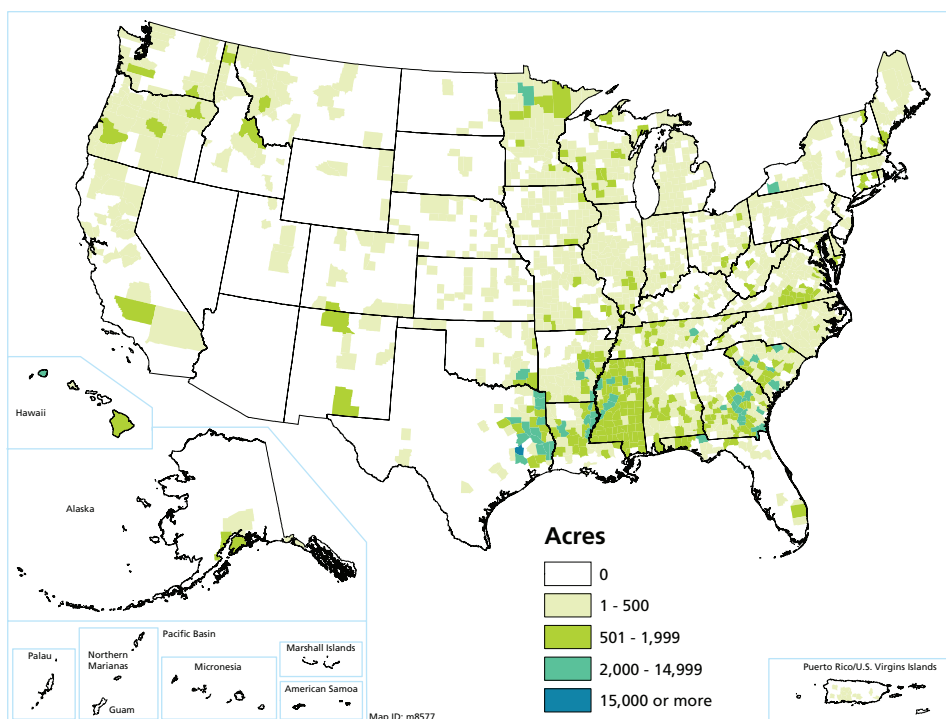 Hawaii
Alaska
Pacific Basin
Palau
Northern
Marianas
Guam
Micronesia
Marshall Islands
American Samoa
Map ID: m8577
Acres
0
1 - 500
501 - 1,999
2,000 - 14,999
15,000 or more
Puerto Rico/U.S. Virgins Islands